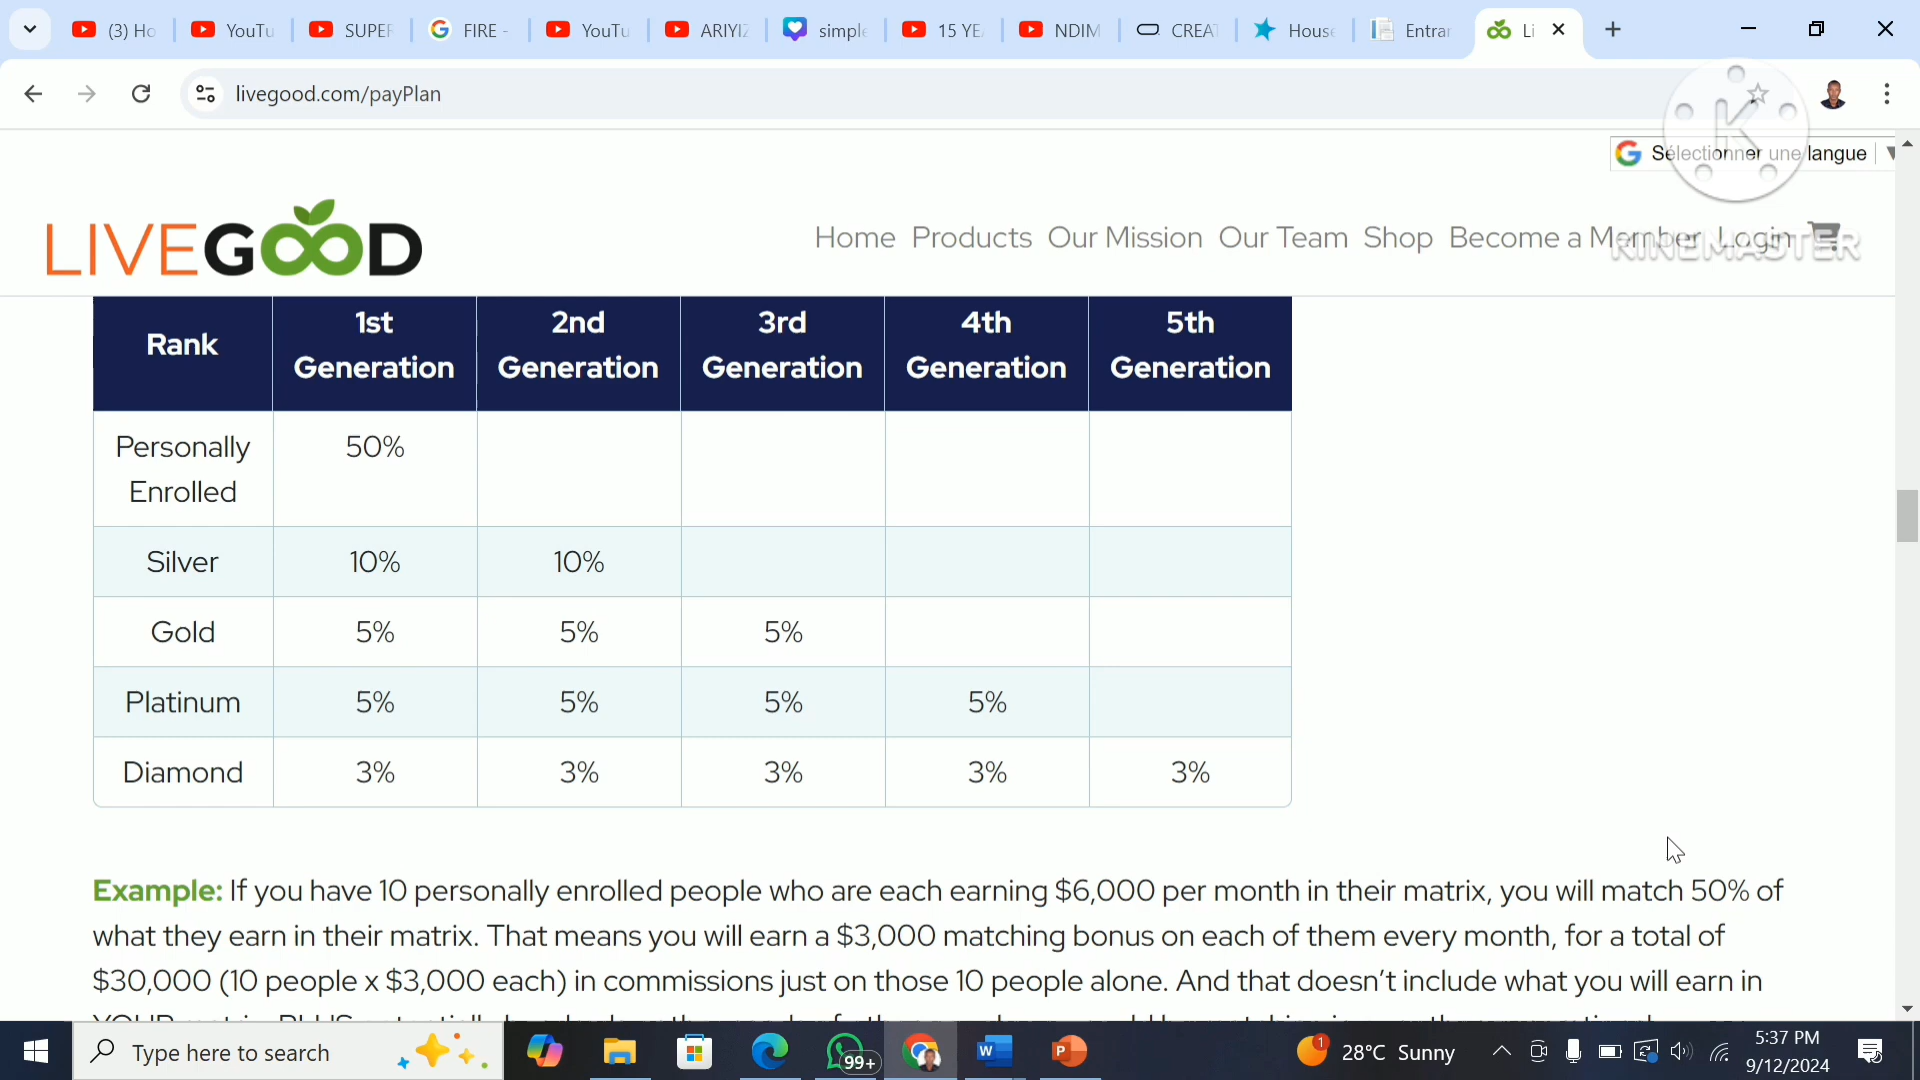 (3) Ho
YouTu
SUPER
FIRE -
YouTu
ARIYIZ
simple
15 YE
NDIM
CREAT
House
Entrar
Li
livegood.com/payPlan
Sélectionner une langue
LIVEGOOD
Home Products Our Mission Our Team Shop Become a Member Login
KINEMASTER
Rank 1st Generation 2nd Generation 3rd Generation 4th Generation 5th Generation
Personally Enrolled 50%
Silver 10% 10%
Gold 5% 5% 5%
Platinum 5% 5% 5% 5%
Diamond 3% 3% 3% 3% 3%
Example: If you have 10 personally enrolled people who are each earning $6,000 per month in their matrix, you will match 50% of
what they earn in their matrix. That means you will earn a $3,000 matching bonus on each of them every month, for a total of
$30,000 (10 people x $3,000 each) in commissions just on those 10 people alone. And that doesn't include what you will earn in
Type here to search
99+
1
28°C Sunny
5:37 PM
9/12/2024